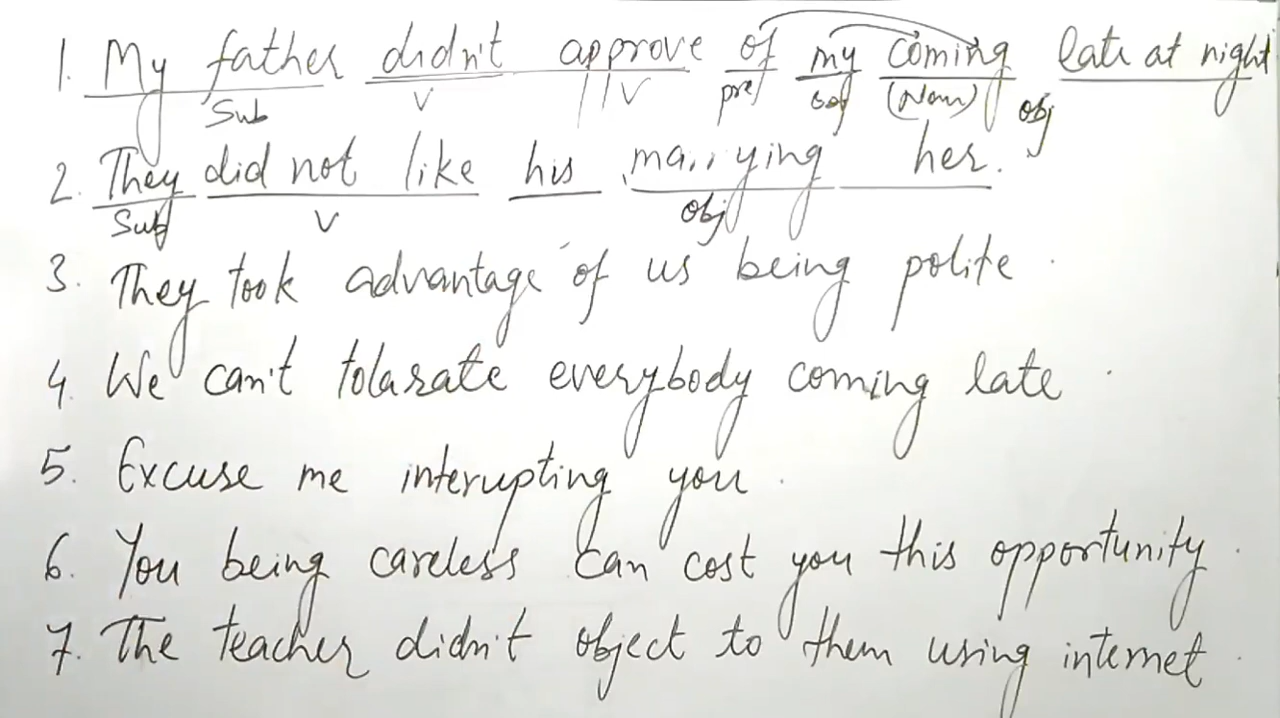 1. My father didn't approve of my coming late at night
Sub V V pre (Noun) obj
2. They did not like his marrying her.
Sub V Obj
3. They took advantage of us being polite.
4. We can't tolarate everybody coming late.
5. Excuse me interupting you.
6. You being careless can cost you this opportunity.
7. The teacher didn't object to them using internet.